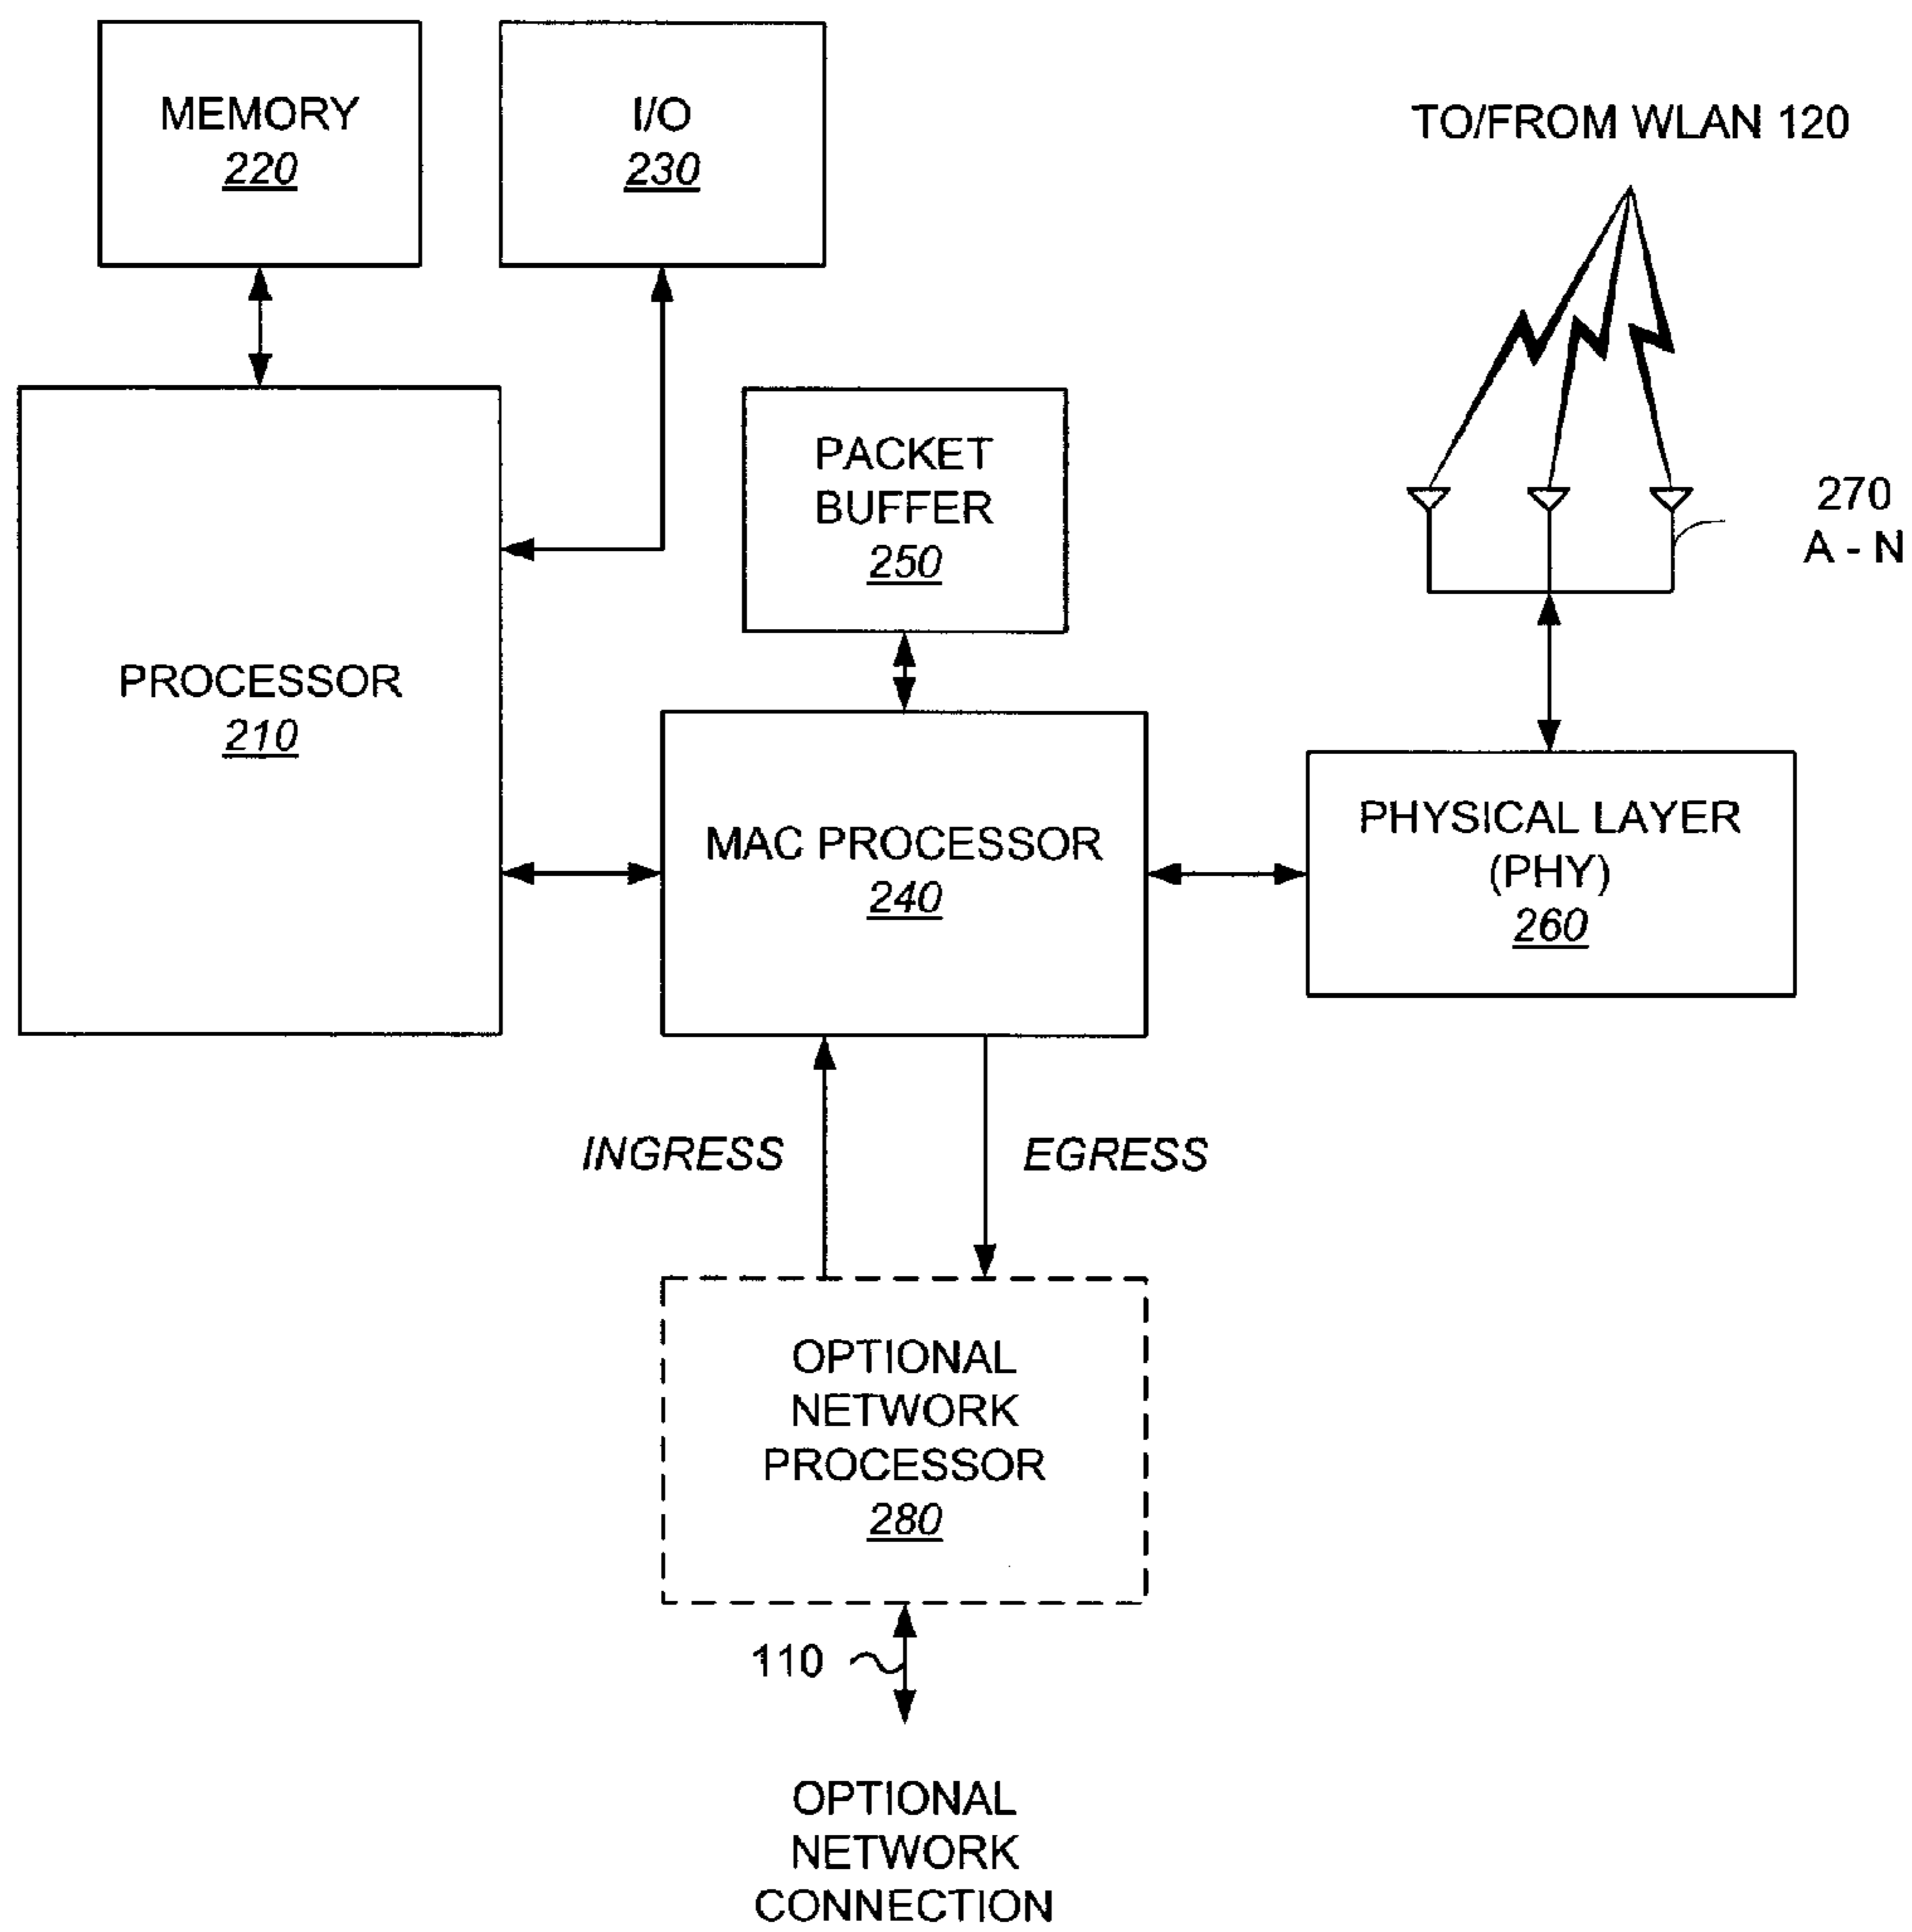 MEMORY
220
I/O
230
TO/FROM WLAN 120
PACKET
BUFFER
250
270
A - N
PROCESSOR
210
MAC PROCESSOR
240
PHYSICAL LAYER
(PHY)
260
INGRESS
EGRESS
OPTIONAL
NETWORK
PROCESSOR
280
110
OPTIONAL
NETWORK
CONNECTION